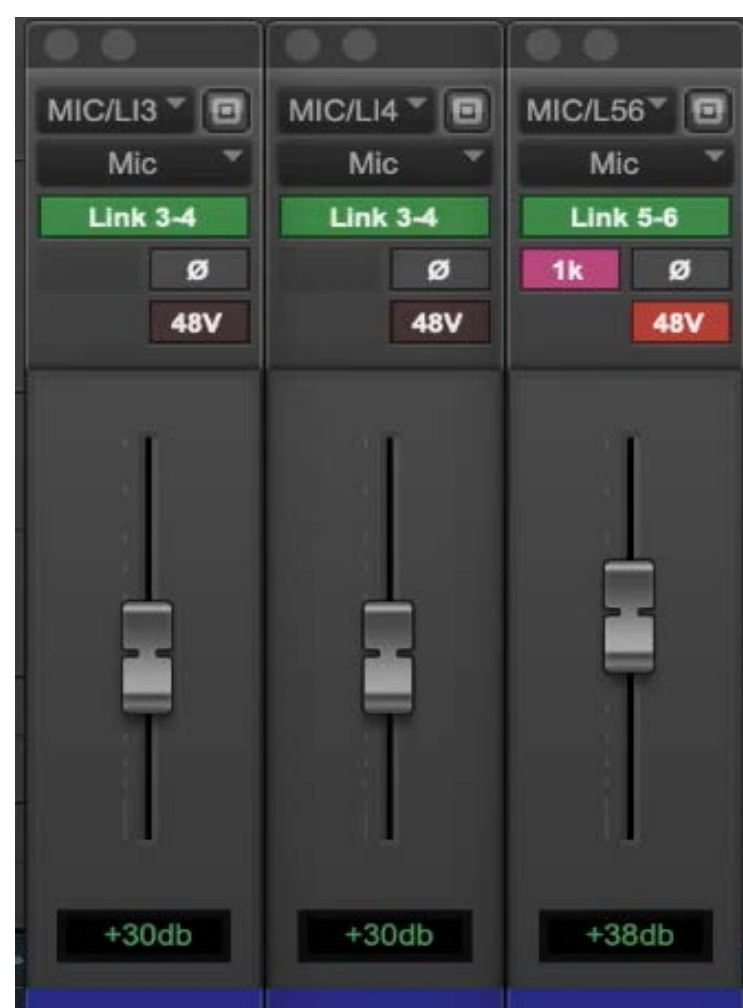 MIC/LI3 MIC/LI4 MIC/L56
Mic Mic Mic
Link 3-4 Link 3-4 Link 5-6
Ø Ø 1k Ø
48V 48V 48V
+30db +30db +38db